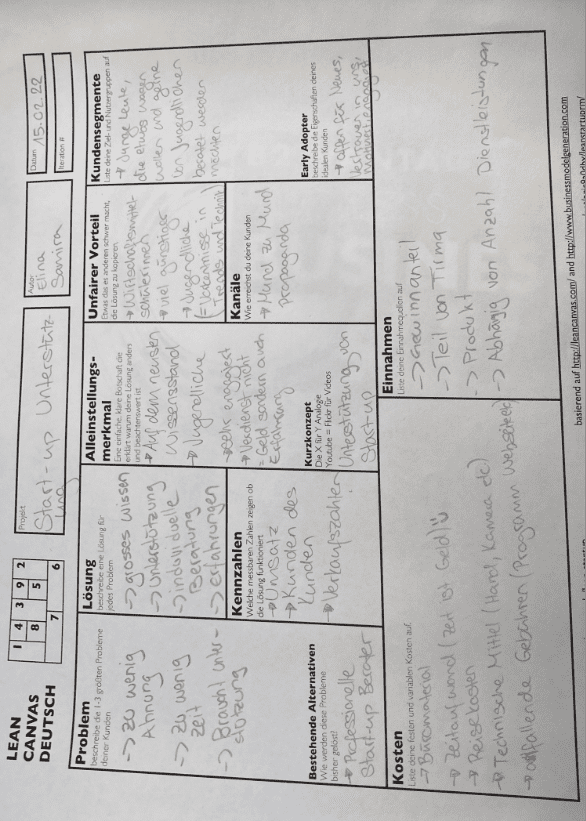 LEAN
CANVAS
DEUTSCH
1 4 3 9 2
8 5
7 6
Projekt
Start-up Unterstütz-
ung
Autor
Elina
Samira
Datum
15.02.22
Iteration #
Problem
beschreibe die 1-3 größten Probleme
deiner Kunden
-> zu wenig
Ahnung
-> zu wenig
Zeit
-> Braucht Unter-
stützung
Bestehende Alternativen
Wie werden diese Probleme
bisher gelöst?
-> Professionelle
Start-up Berater
Lösung
beschreibe eine Lösung für
jedes Problem
-> grosses wissen
-> Unterstützung
-> individuelle
Beratung
-> erfahrungen
Kennzahlen
Welche messbaren Zahlen zeigen ob
die Lösung funktioniert
-> Umsatz
-> Kunden des
Kunden
-> Verkaufszahlen
Alleinstellungs-
merkmal
Eine einfache, klare Botschaft die
erklärt warum deine Lösung anders
und beachtenswert ist
-> Auf dem neusten
Wissensstand
-> Jugendliche
-> sehr engagiert
-> Verdienst nicht
= Geld sondern auch
Erfahrung
Kurzkonzept
Die X für Y Analogie
Youtube = Flickr für Videos
Unterstützung von
Start-up
Unfairer Vorteil
Etwas das es anderen schwer macht,
die Lösung zu kopieren
-> Wirtschaftsmittel-
schülerinnen
-> viel günstiger
-> Jugendliche
(= Vorkenntnisse in
Trends und Technik)
Kanäle
Wie erreichst du deine Kunden
-> Mund zu Mund
Propaganda
Kundensegmente
Liste deine Ziel- und Nutzergruppen auf
-> Junge Leute,
die etwas wagen
wollen und gerne
von Jugendlichen
beratet werden
möchten
Early Adopter
beschreibe die Eigenschaften deines
idealen Kunden
-> offen für Neues,
Vertrauen in uns,
Kosten
Liste deine festen und variablen Kosten auf.
-> Büromaterial
-> Zeitaufwand (Zeit ist Geld)
-> Reisekosten
-> Technische Mittel (Handy, Kamera etc)
-> anfallende Gebühren (Programm, Websites)
Einnahmen
Liste deine Einnahmequellen auf
-> Gewinnanteil
-> Teil von Firma
-> Produkt
-> Abhängig von Anzahl Dienstleistungen
basierend auf http://leancanvas.com/ and http://www.businessmodelgeneration.com